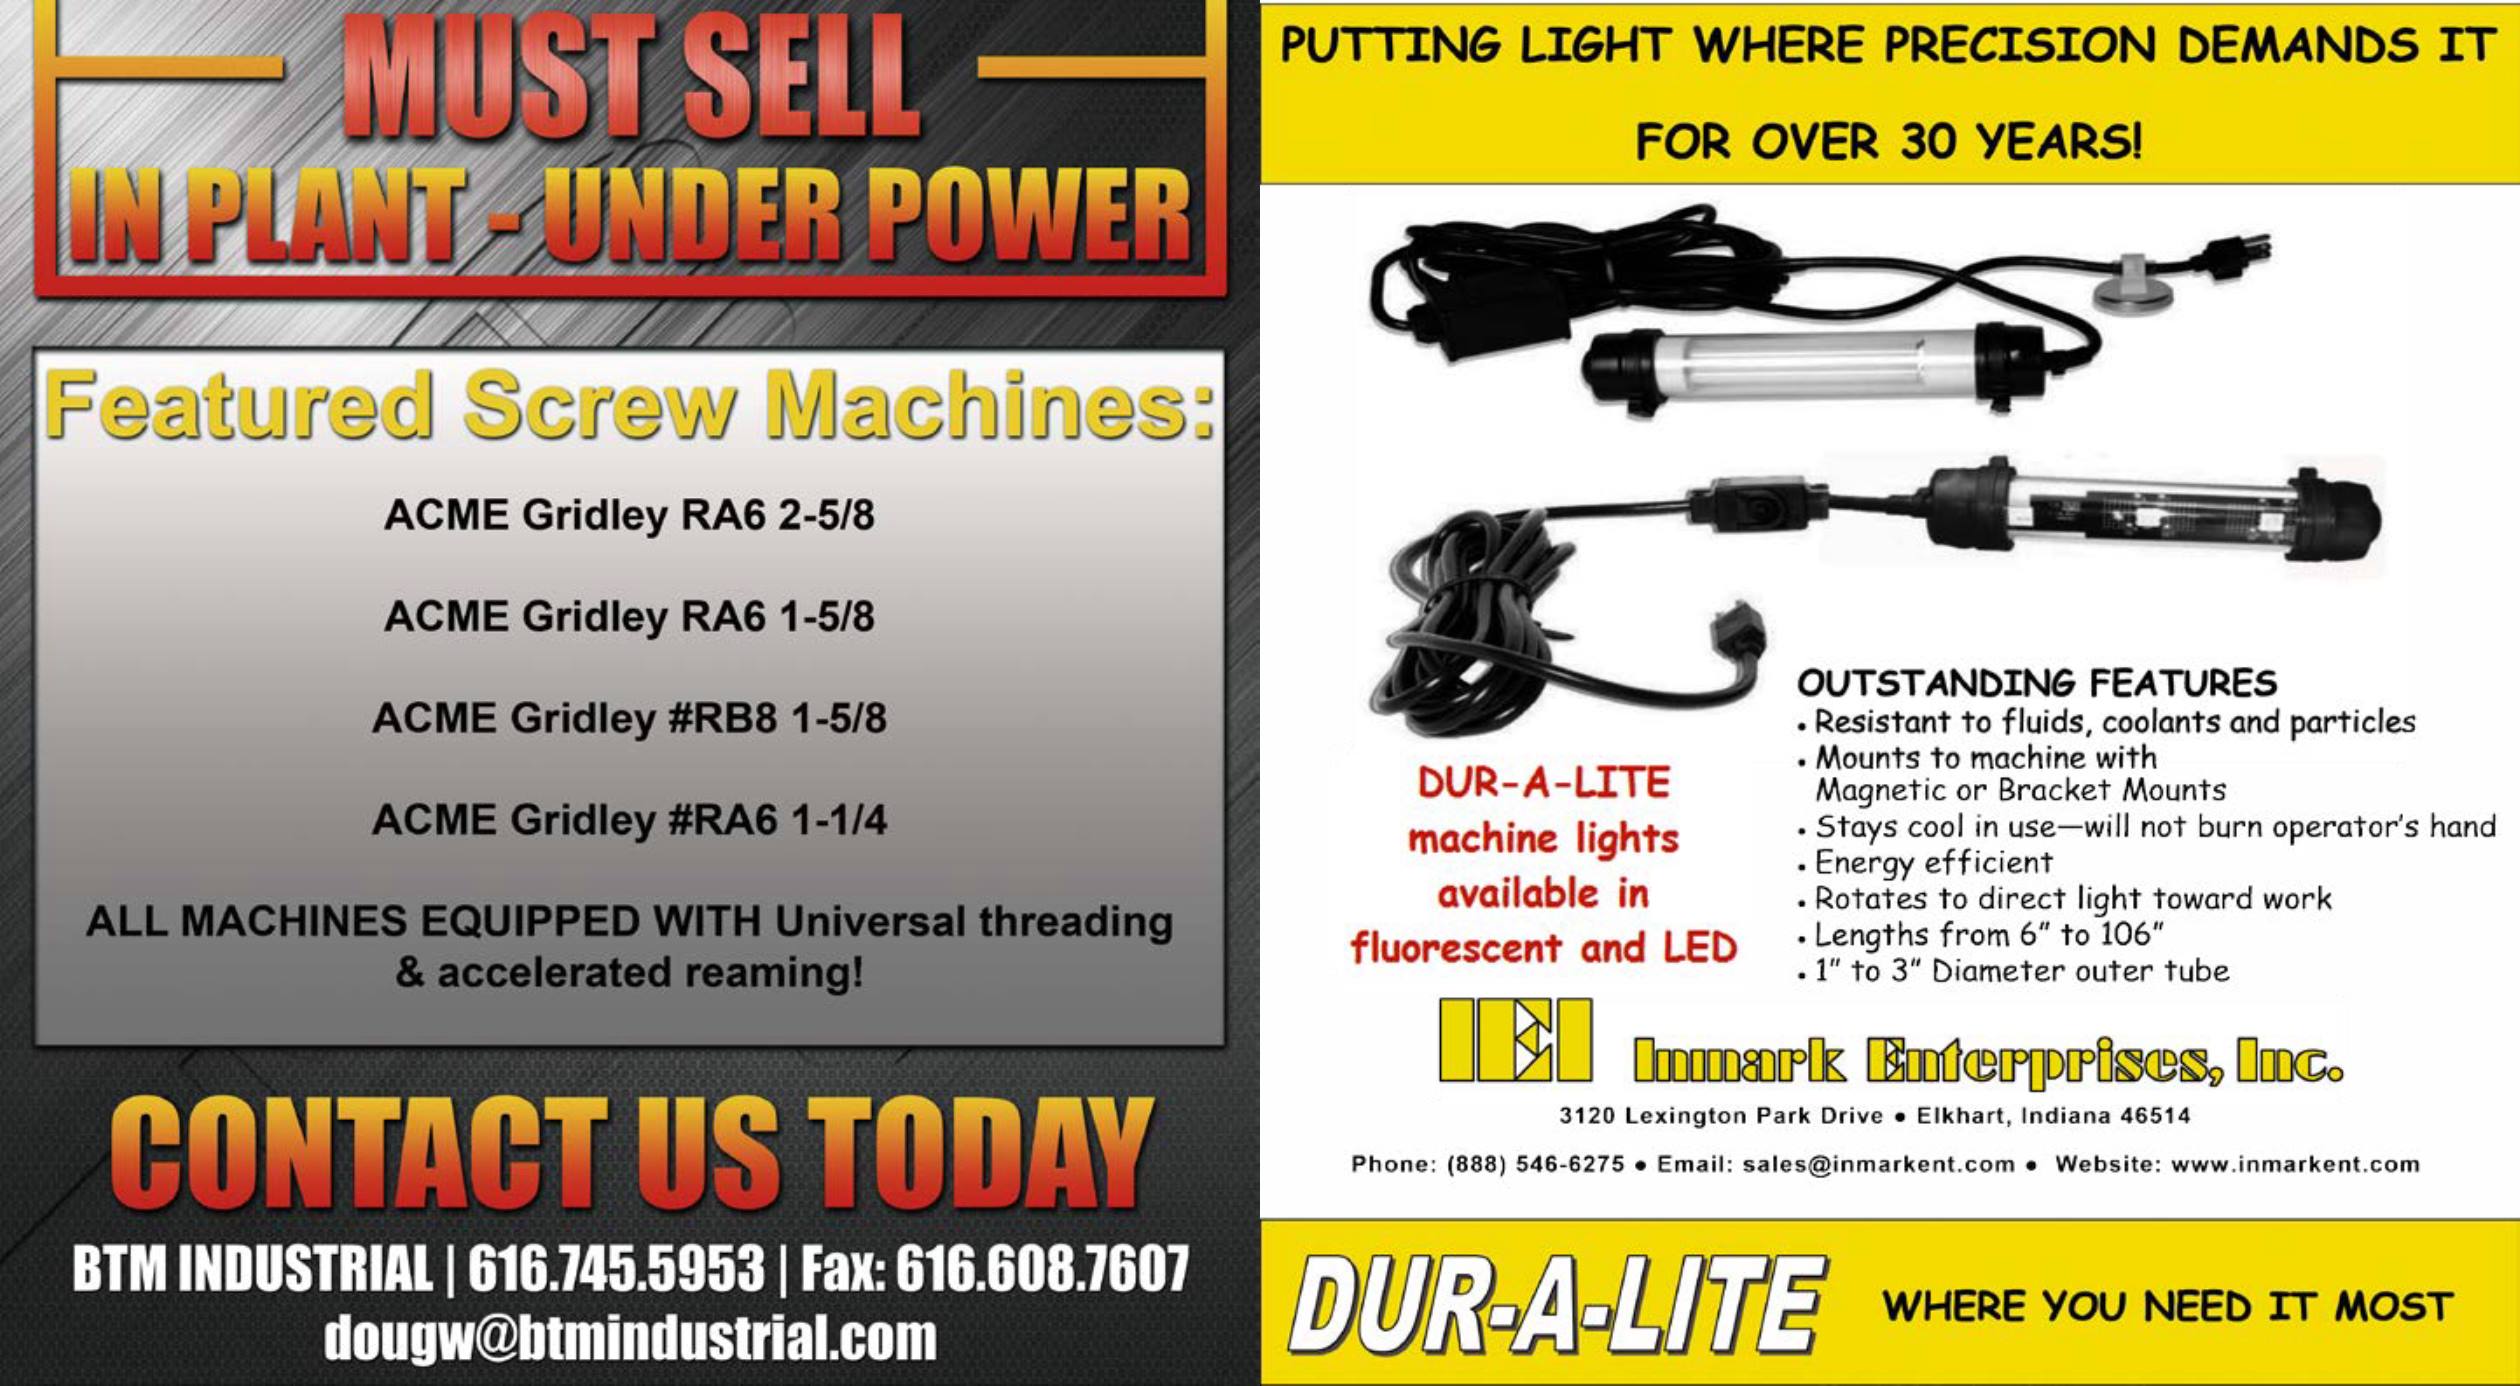 MUST SELL
IN PLANT - UNDER POWER
Featured Screw Machines:
ACME Gridley RA6 2-5/8
ACME Gridley RA6 1-5/8
ACME Gridley #RB8 1-5/8
ACME Gridley #RA6 1-1/4
ALL MACHINES EQUIPPED WITH Universal threading
& accelerated reaming!
CONTACT US TODAY
BTM INDUSTRIAL | 616.745.5953 | Fax: 616.608.7607
dougw@btmindustrial.com
PUTTING LIGHT WHERE PRECISION DEMANDS IT
FOR OVER 30 YEARS!
OUTSTANDING FEATURES
• Resistant to fluids, coolants and particles
• Mounts to machine with
Magnetic or Bracket Mounts
• Stays cool in use—will not burn operator's hand
• Energy efficient
• Rotates to direct light toward work
• Lengths from 6" to 106"
• 1" to 3" Diameter outer tube
DUR-A-LITE
machine lights
available in
fluorescent and LED
IEI Inmark Enterprises, Inc.
3120 Lexington Park Drive • Elkhart, Indiana 46514
Phone: (888) 546-6275 • Email: sales@inmarkent.com • Website: www.inmarkent.com
DUR-A-LITE WHERE YOU NEED IT MOST